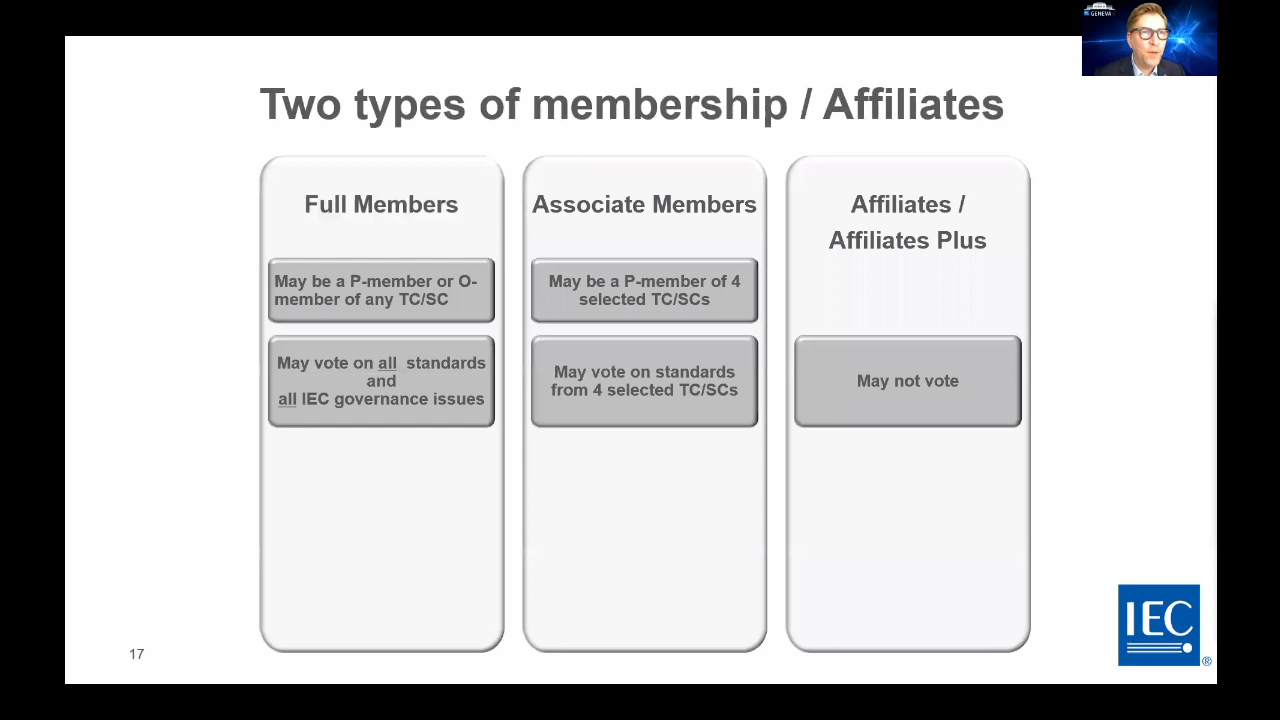 GENEVA
Two types of membership / Affiliates
Full Members
May be a P-member or O-
member of any TC/SC
May vote on all standards
and
all IEC governance issues
Associate Members
May be a P-member of 4
selected TC/SCs
May vote on standards
from 4 selected TC/SCs
Affiliates /
Affiliates Plus
May not vote
17
IEC
®